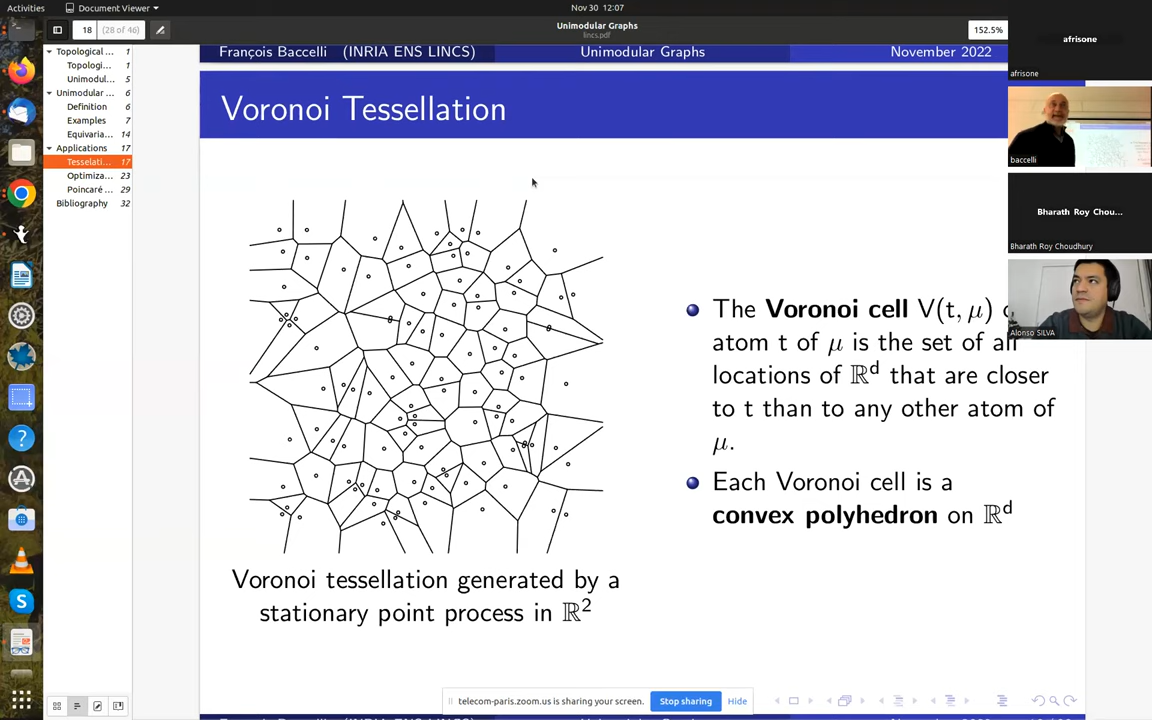 Activities
Document Viewer
Nov 30 12:07
18
(28 of 46)
Unimodular Graphs
lincs.pdf
152.5%
Topological ... 1
Topologi... 1
Unimodul... 5
Unimodular ... 6
Definition 6
Examples 7
Equivaria... 14
Applications 17
Tesselati... 17
Optimiza... 23
Poincaré ... 29
Bibliography 32
François Baccelli (INRIA ENS LINCS)
Unimodular Graphs
November 2022
Voronoi Tessellation
The Voronoi cell V(t, μ)
atom t of μ is the set of all
locations of ℝᵈ that are closer
to t than to any other atom of
μ.
Each Voronoi cell is a
convex polyhedron on ℝᵈ
Voronoi tessellation generated by a
stationary point process in ℝ²
telecom-paris.zoom.us is sharing your screen.
Stop sharing
Hide
afrisone
afrisone
baccelli
Bharath Roy Chou...
Bharath Roy Choudhury
Alonso SILVA